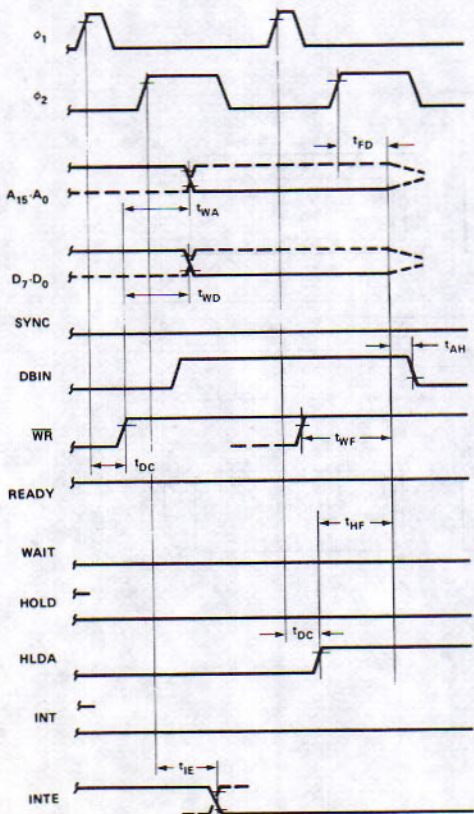 φ1
φ2
tFD
A15-A0
tWA
D7-D0
tWD
SYNC
tAH
DBIN
WR
tWF
tDC
READY
tHF
WAIT
HOLD
tDC
HLDA
INT
tIE
INTE